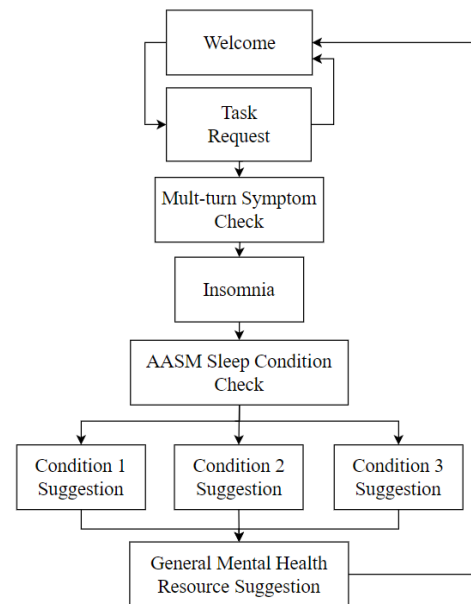 Welcome
Task
Request
Mult-turn Symptom
Check
Insomnia
AASM Sleep Condition
Check
Condition 1
Suggestion
Condition 2
Suggestion
Condition 3
Suggestion
General Mental Health
Resource Suggestion